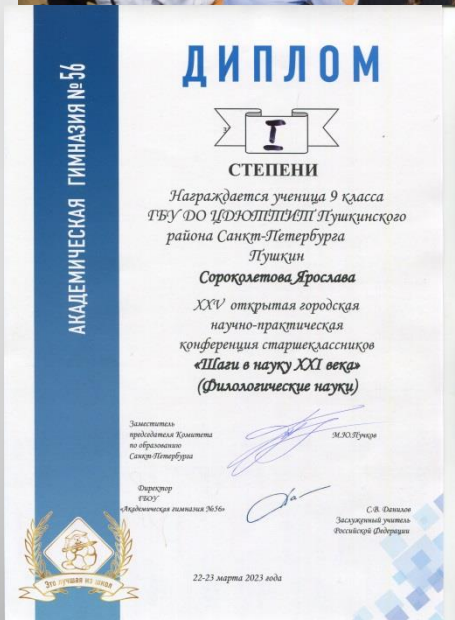 АКАДЕМИЧЕСКАЯ ГИМНАЗИЯ №56
ДИПЛОМ
I
СТЕПЕНИ
Награждается ученица 9 класса
ГБУ ДО ЦДЮТТИТ Пушкинского
района Санкт-Петербурга
Пушкин
Сороколетова Ярослава
XXV открытая городская
научно-практическая
конференция старшеклассников
«Шаги в науку XXI века»
(Филологические науки)
Заместитель
председателя Комитета
по образованию
Санкт-Петербурга
М.Ю.Пучков
Директор
ГБОУ
«Академическая гимназия №56»
С.В. Данилов
Заслуженный учитель
Российской Федерации
Это лучшая из школ
22-23 марта 2023 года